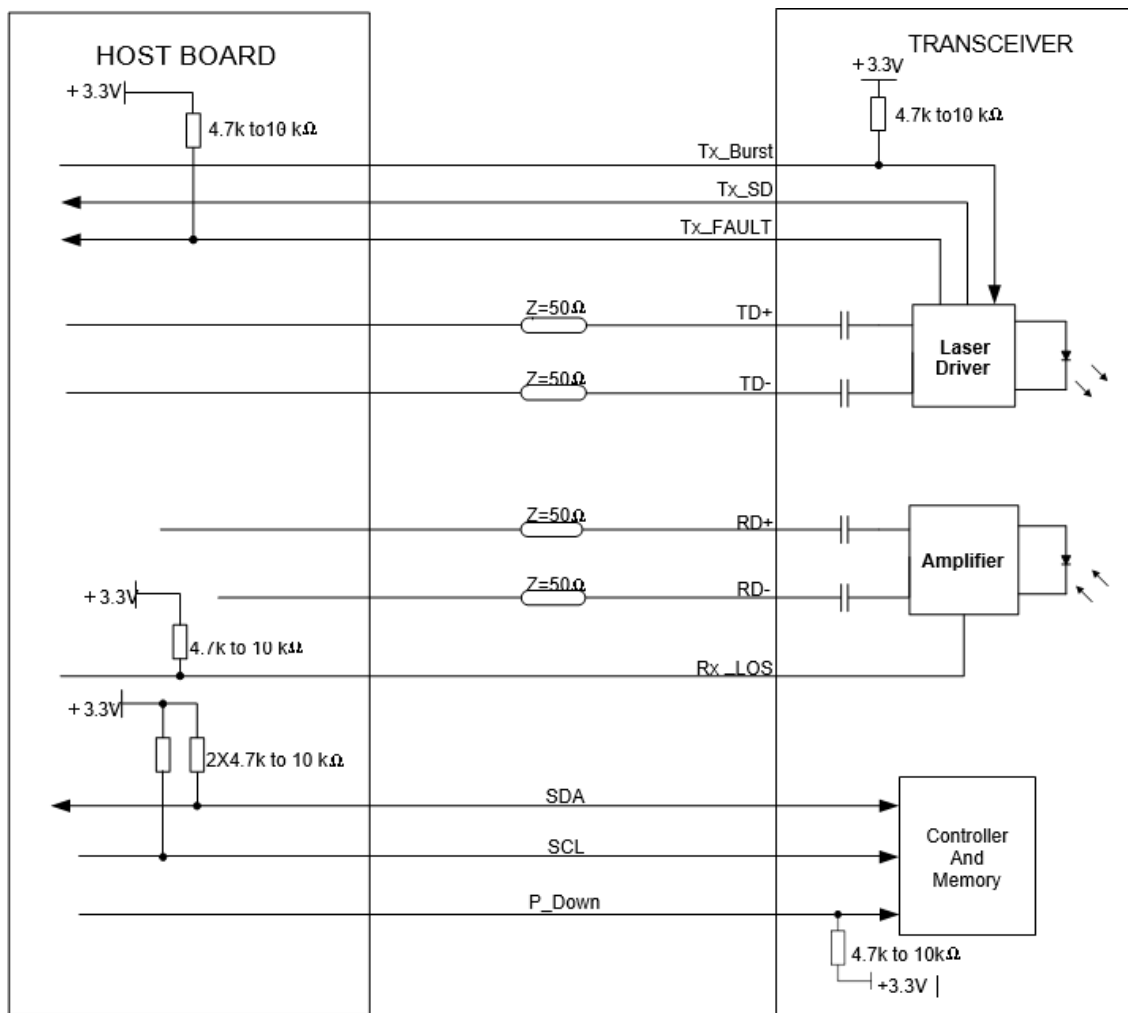 HOST BOARD
TRANSCEIVER
+3.3V
4.7k to10 kΩ
+3.3V
4.7k to10 kΩ
Tx_Burst
Tx_SD
Tx_FAULT
Z=50Ω
TD+
Z=50Ω
TD-
Laser
Driver
Z=50Ω
RD+
Z=50Ω
RD-
Amplifier
+3.3V
4.7k to 10 kΩ
Rx_LOS
+3.3V
2X4.7k to 10 kΩ
SDA
SCL
P_Down
Controller
And
Memory
4.7k to 10kΩ
+3.3V